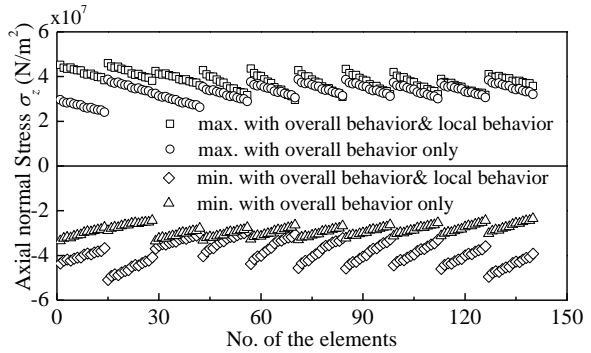 x10⁷
6
4
2
0
-2
-4
-6
Axial normal Stress σz (N/m²)
max. with overall behavior& local behavior
max. with overall behavior only
min. with overall behavior& local behavior
min. with overall behavior only
0 30 60 90 120 150
No. of the elements